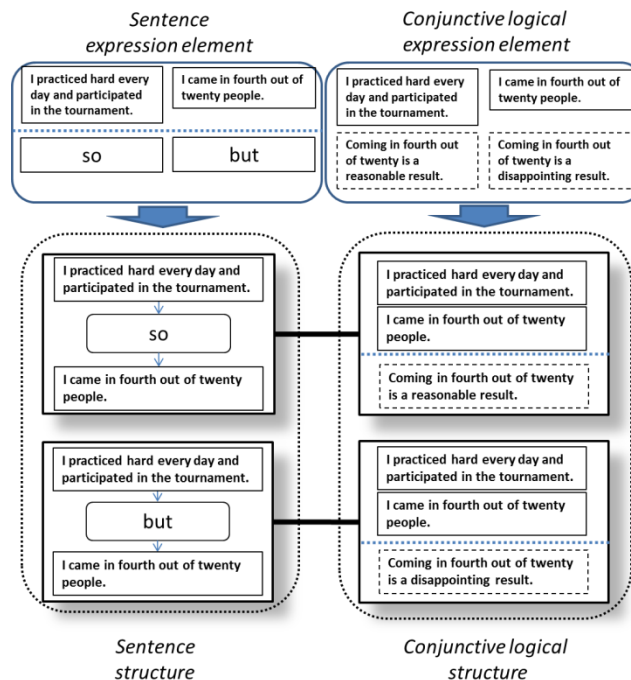 Sentence
expression element
Conjunctive logical
expression element
I practiced hard every
day and participated
in the tournament.
I came in fourth out of
twenty people.
so
but
I practiced hard every
day and participated
in the tournament.
I came in fourth out of
twenty people.
Coming in fourth out
of twenty is a
reasonable result.
Coming in fourth out
of twenty is a
disappointing result.
I practiced hard every day and
participated in the tournament.
so
I came in fourth out of twenty
people.
I practiced hard every day and
participated in the tournament.
I came in fourth out of twenty
people.
Coming in fourth out of twenty
is a reasonable result.
I practiced hard every day and
participated in the tournament.
but
I came in fourth out of twenty
people.
I practiced hard every day and
participated in the tournament.
I came in fourth out of twenty
people.
Coming in fourth out of twenty
is a disappointing result.
Sentence
structure
Conjunctive logical
structure